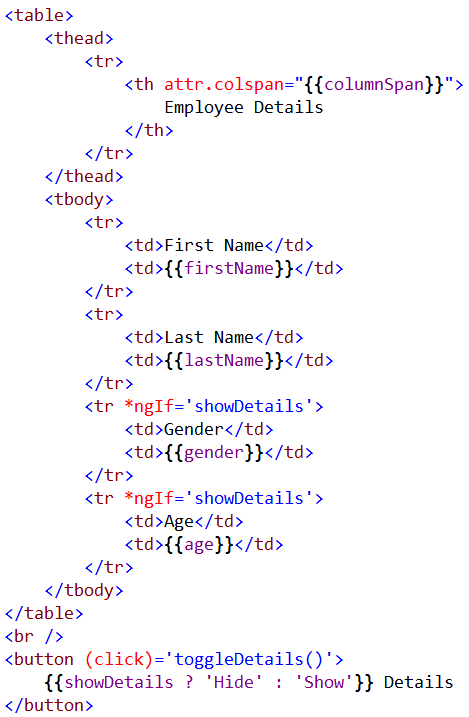 <table>
    <thead>
        <tr>
            <th attr.colspan="{{columnSpan}}">
                Employee Details
            </th>
        </tr>
    </thead>
    <tbody>
        <tr>
            <td>First Name</td>
            <td>{{firstName}}</td>
        </tr>
        <tr>
            <td>Last Name</td>
            <td>{{lastName}}</td>
        </tr>
        <tr *ngIf='showDetails'>
            <td>Gender</td>
            <td>{{gender}}</td>
        </tr>
        <tr *ngIf='showDetails'>
            <td>Age</td>
            <td>{{age}}</td>
        </tr>
    </tbody>
</table>
<br />
<button (click)='toggleDetails()'>
    {{showDetails ? 'Hide' : 'Show'}} Details
</button>